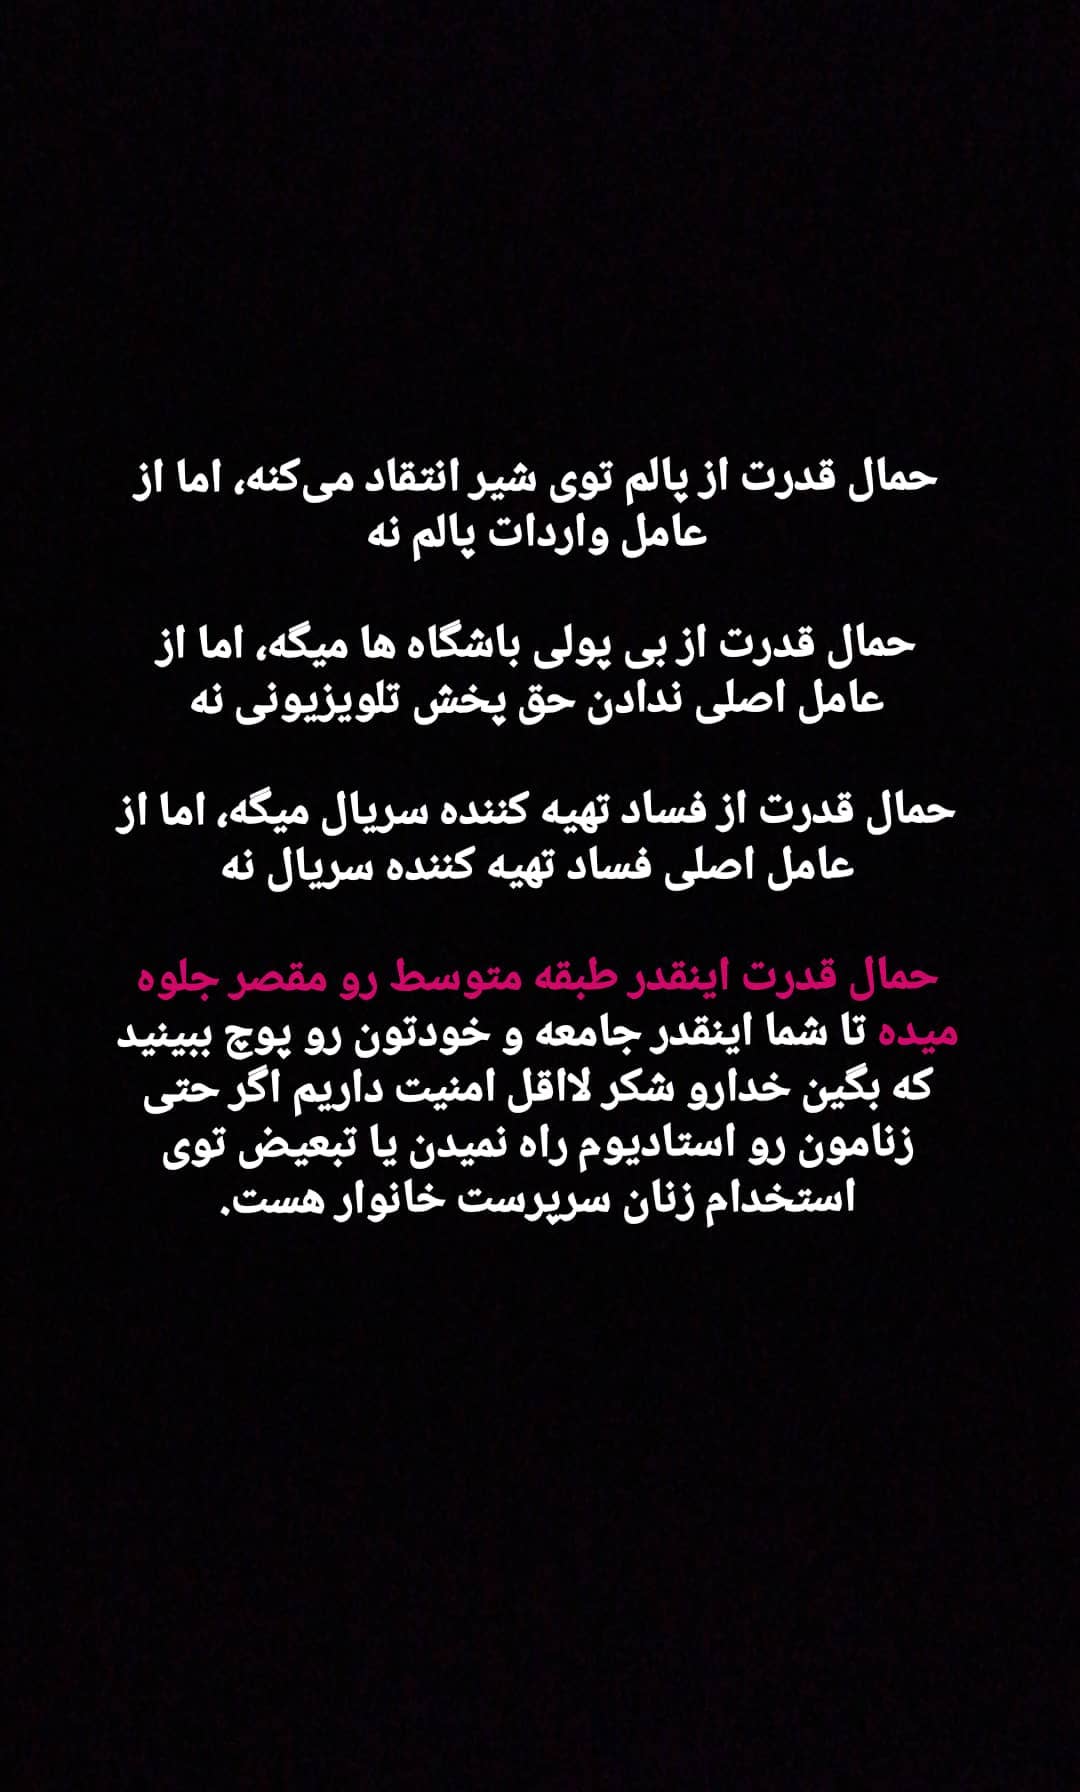 حمال قدرت از پالم توی شیر انتقاد می‌کنه، اما از
عامل واردات پالم نه
حمال قدرت از بی پولی باشگاه ها میگه، اما از
عامل اصلی ندادن حق پخش تلویزیونی نه
حمال قدرت از فساد تهیه کننده سریال میگه، اما از
عامل اصلی فساد تهیه کننده سریال نه
حمال قدرت اینقدر طبقه متوسط رو مقصر جلوه
میده تا شما اینقدر جامعه و خودتون رو پوچ ببینید
که بگین خدارو شکر لااقل امنیت داریم اگر حتی
زنامون رو استادیوم راه نمیدن یا تبعیض توی
استخدام زنان سرپرست خانوار هست.